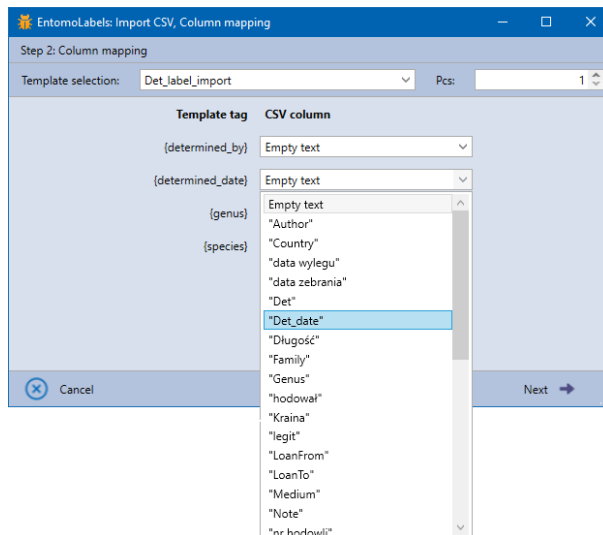 EntomoLabels: Import CSV, Column mapping
Step 2: Column mapping
Template selection: Det_label_import Pcs: 1
Template tag CSV column
{determined_by} Empty text
{determined_date} Empty text
{genus}
{species}
Empty text
"Author"
"Country"
"data wylegu"
"data zebrania"
"Det"
"Det_date"
"Długość"
"Family"
"Genus"
"hodował"
"Kraina"
"legit"
"LoanFrom"
"LoanTo"
"Medium"
"Note"
"nr hodowli"
Cancel Next